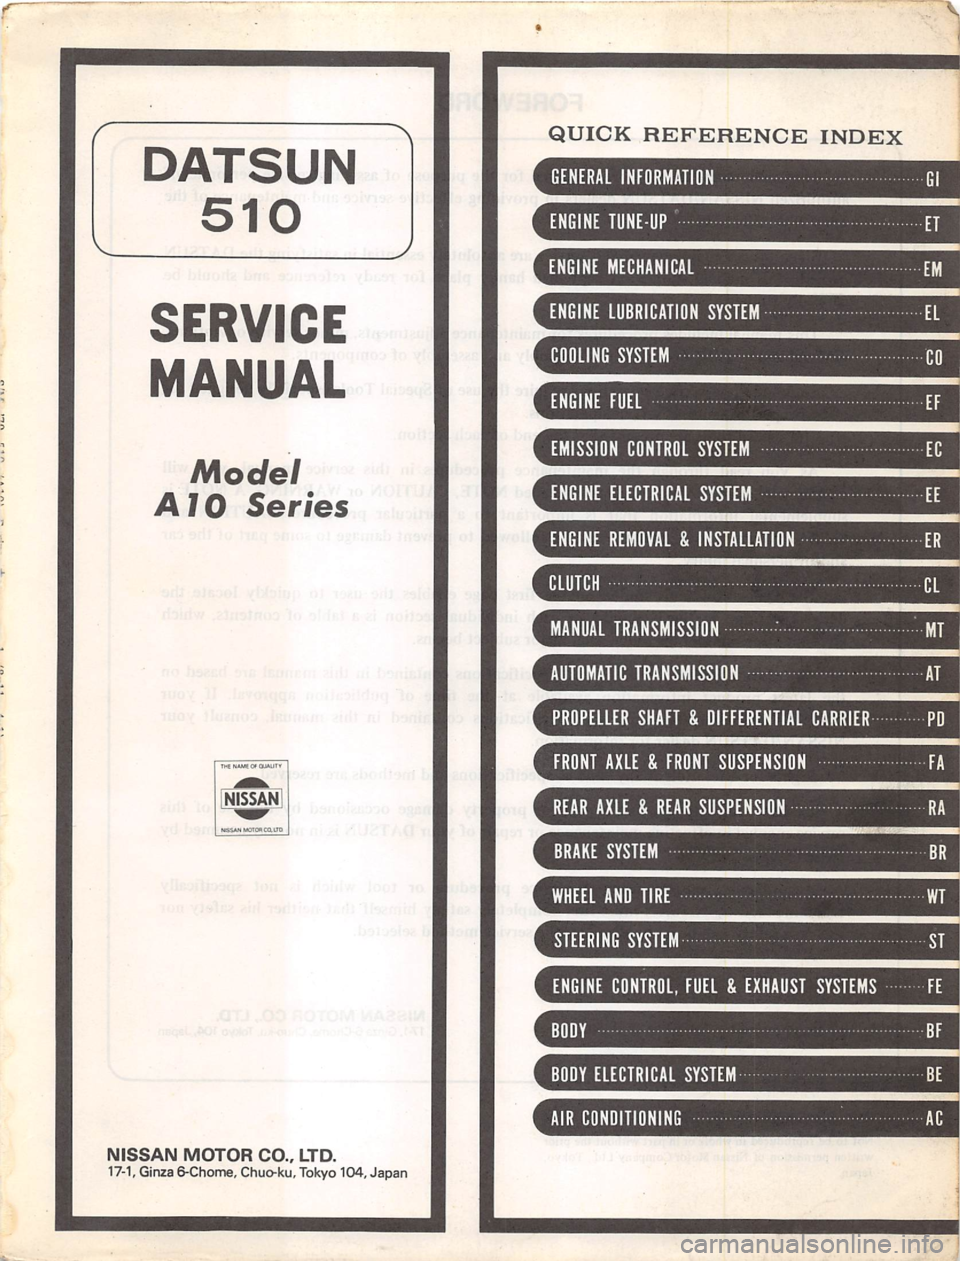 DATSUN
510
SERVICE
MANUAL
Model
A10 Series
THE NAME OF QUALITY
NISSAN
NISSAN MOTOR CO., LTD.
NISSAN MOTOR CO., LTD.
17-1, Ginza 6-Chome, Chuo-ku, Tokyo 104, Japan
QUICK REFERENCE INDEX
GENERAL INFORMATION GI
ENGINE TUNE-UP ET
ENGINE MECHANICAL EM
ENGINE LUBRICATION SYSTEM EL
COOLING SYSTEM CO
ENGINE FUEL EF
EMISSION CONTROL SYSTEM EC
ENGINE ELECTRICAL SYSTEM EE
ENGINE REMOVAL & INSTALLATION ER
CLUTCH CL
MANUAL TRANSMISSION MT
AUTOMATIC TRANSMISSION AT
PROPELLER SHAFT & DIFFERENTIAL CARRIER PD
FRONT AXLE & FRONT SUSPENSION FA
REAR AXLE & REAR SUSPENSION RA
BRAKE SYSTEM BR
WHEEL AND TIRE WT
STEERING SYSTEM ST
ENGINE CONTROL, FUEL & EXHAUST SYSTEMS FE
BODY BF
BODY ELECTRICAL SYSTEM BE
AIR CONDITIONING AC
carmanualsonline.info